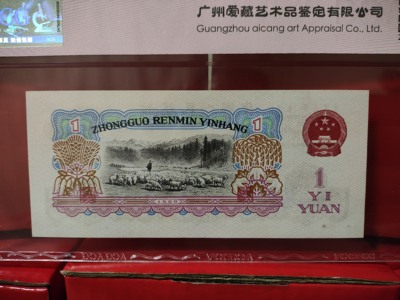 广州爱藏艺术品鉴定有限公司
Guangzhou aicang art Appraisal Co., Ltd.
ZHONGGUO RENMIN YINHANG
1
1
1960
1
YI
YUAN